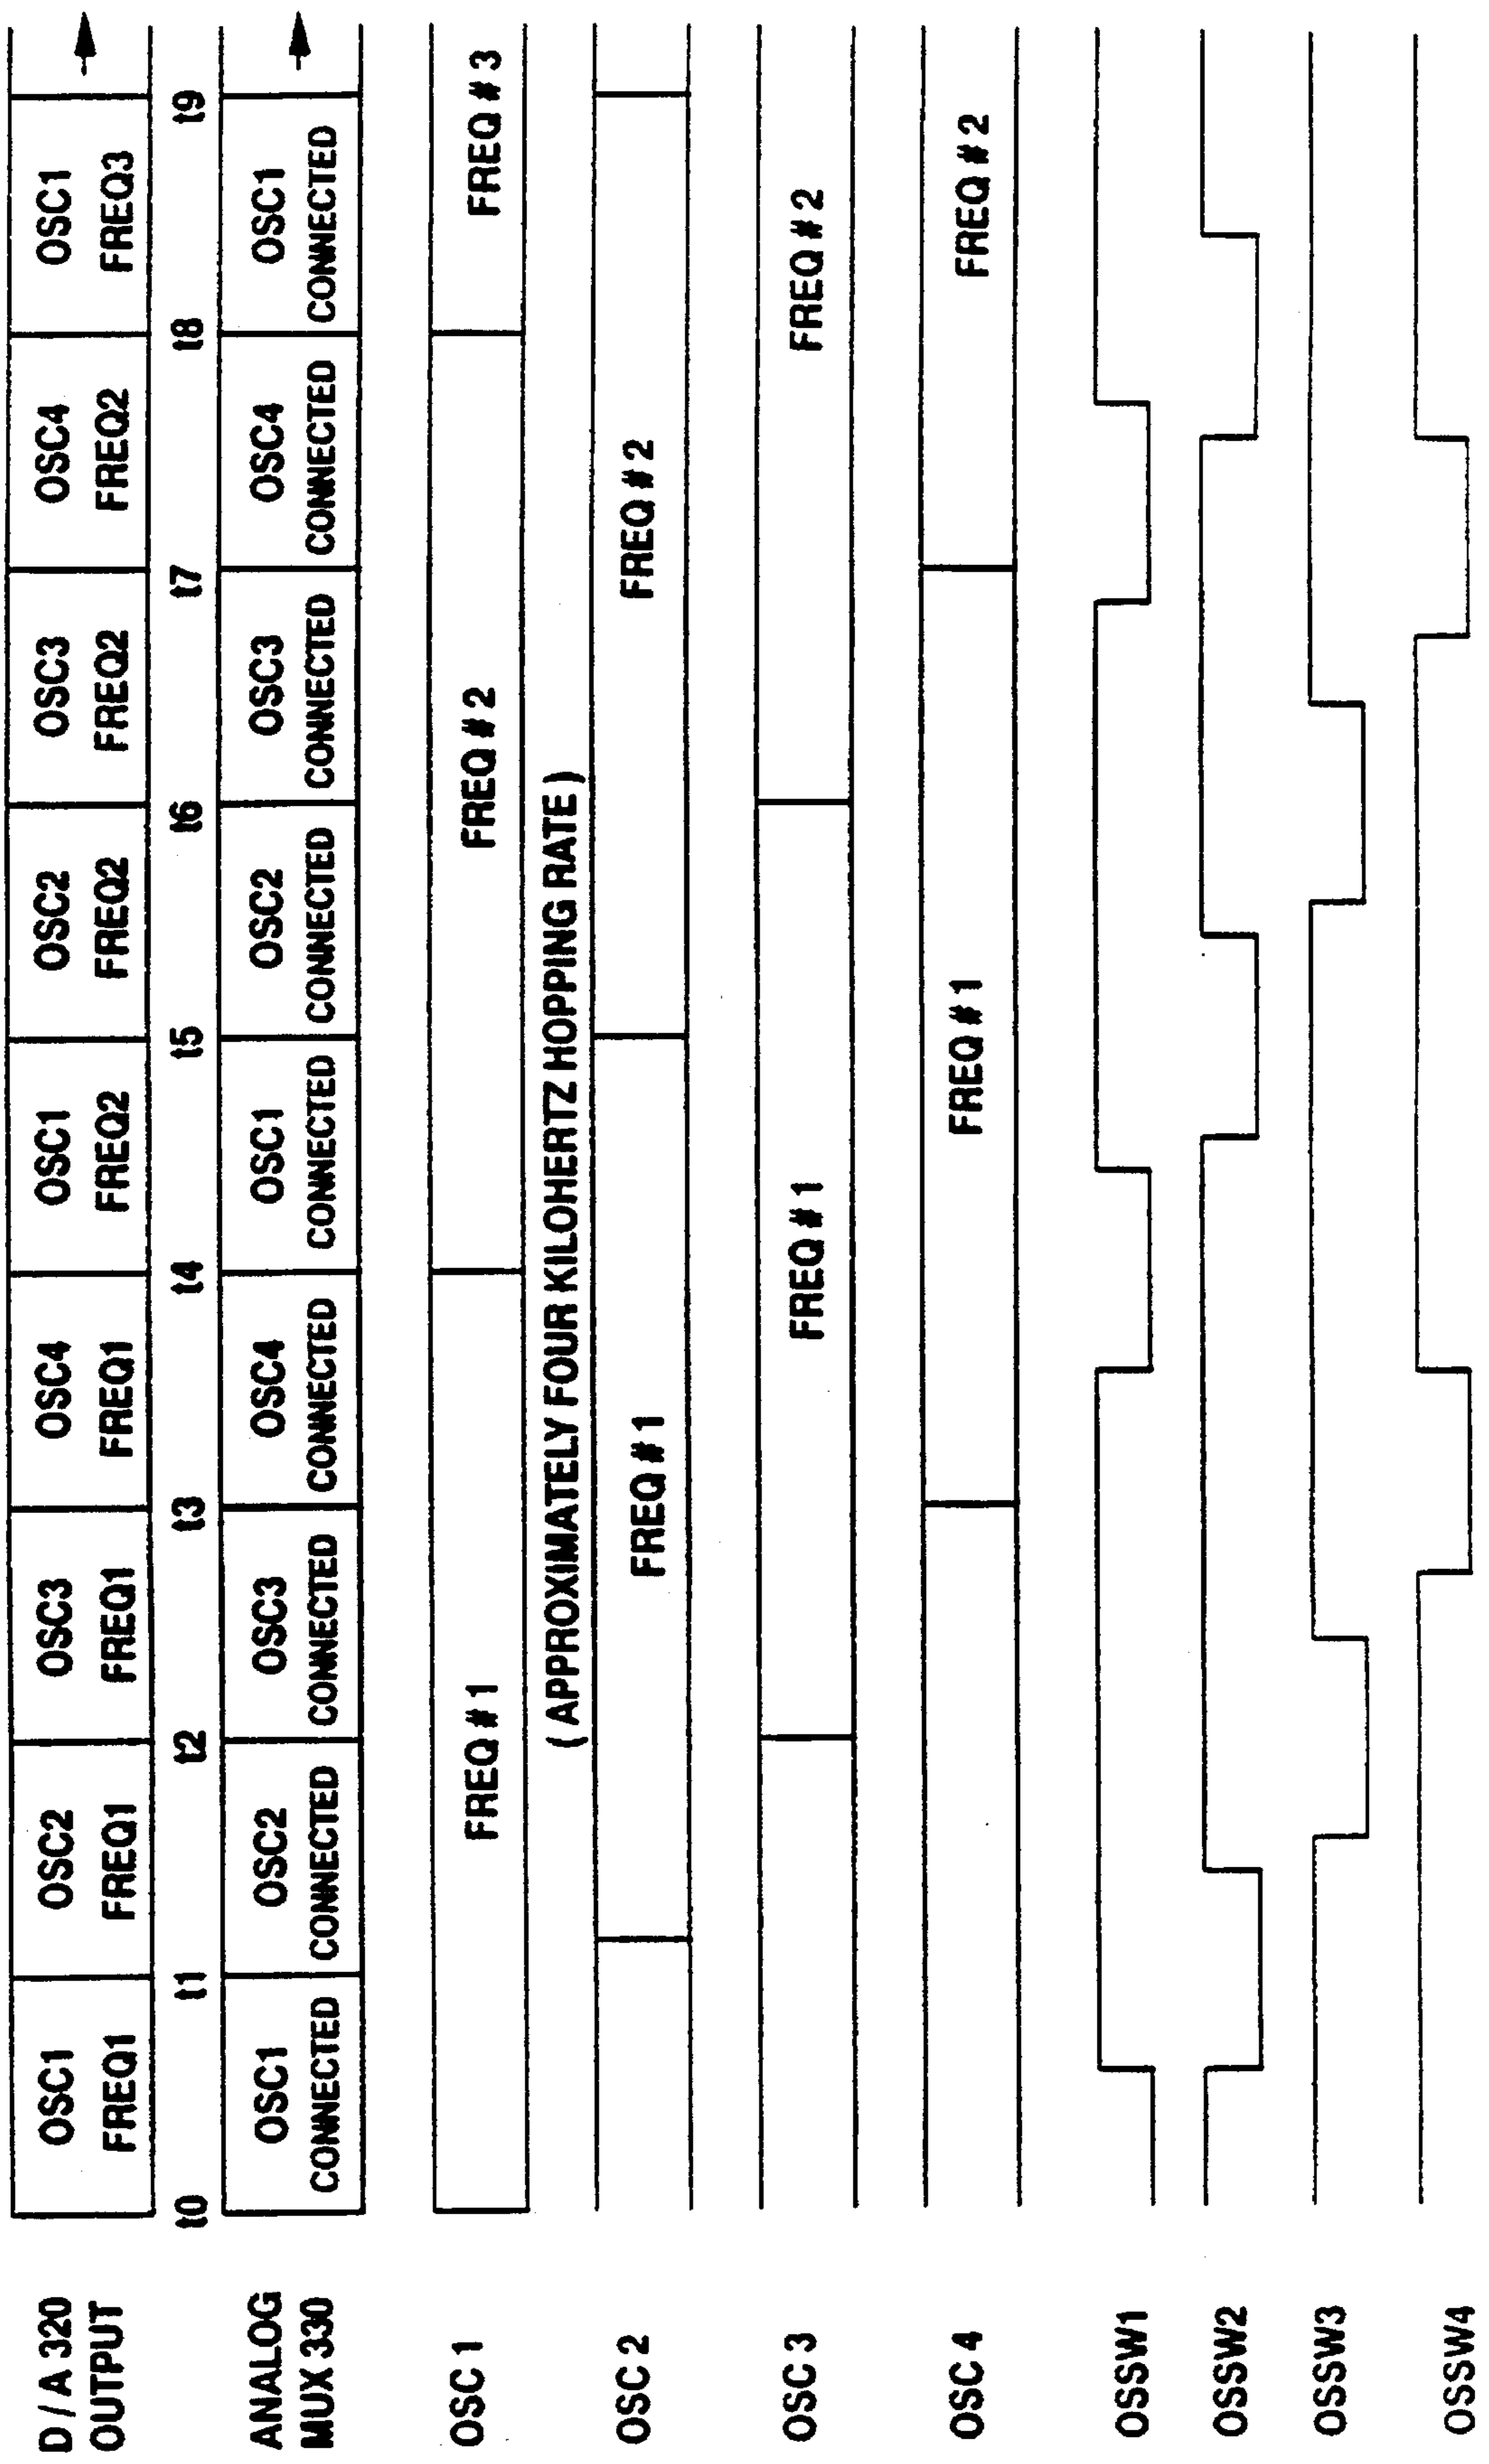 D / A 320
OUTPUT
OSC1
FREQ1
OSC2
FREQ1
OSC3
FREQ1
OSC4
FREQ1
OSC1
FREQ2
OSC2
FREQ2
OSC3
FREQ2
OSC4
FREQ2
OSC1
FREQ3
t0 t1 t2 t3 t4 t5 t6 t7 t8 t9
ANALOG
MUX 330
OSC1
CONNECTED
OSC2
CONNECTED
OSC3
CONNECTED
OSC4
CONNECTED
OSC1
CONNECTED
OSC2
CONNECTED
OSC3
CONNECTED
OSC4
CONNECTED
OSC1
CONNECTED
OSC 1 FREQ # 1 FREQ # 2 FREQ # 3
( APPROXIMATELY FOUR KILOHERTZ HOPPING RATE )
OSC 2 FREQ # 1 FREQ # 2
OSC 3 FREQ # 1 FREQ # 2
OSC 4 FREQ # 1 FREQ # 2
OSSW1
OSSW2
OSSW3
OSSW4